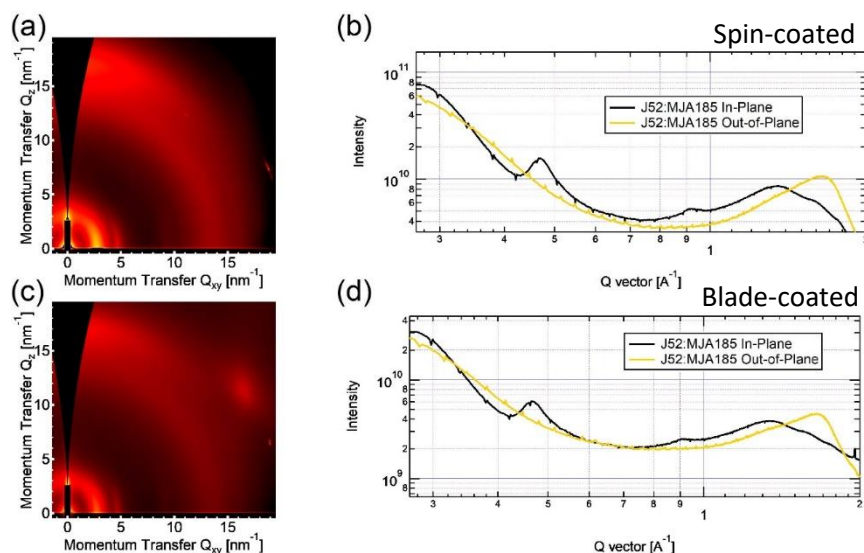 (a)
Momentum Transfer Qz [nm-1]
15
10
5
0
0 5 10 15
Momentum Transfer Qxy [nm-1]
(b)
Spin-coated
Intensity
10^11
8
6
4
2
10^10
8
6
4
J52:MJA185 In-Plane
J52:MJA185 Out-of-Plane
3 4 5 6 7 8 9 1
Q vector [A-1]
(c)
Momentum Transfer Qz [nm-1]
15
10
5
0
0 5 10 15
Momentum Transfer Qxy [nm-1]
(d)
Blade-coated
Intensity
4
2
10^10
8
6
4
2
10^9
8
J52:MJA185 In-Plane
J52:MJA185 Out-of-Plane
3 4 5 6 7 8 9 1 2
Q vector [A-1]